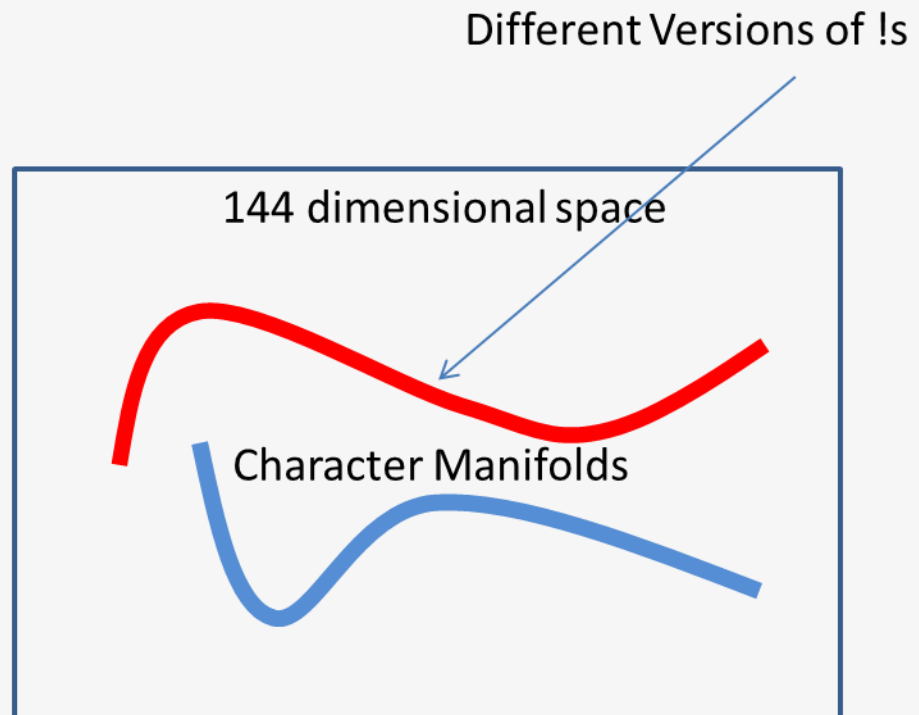 Different Versions of !s
144 dimensional space
Character Manifolds